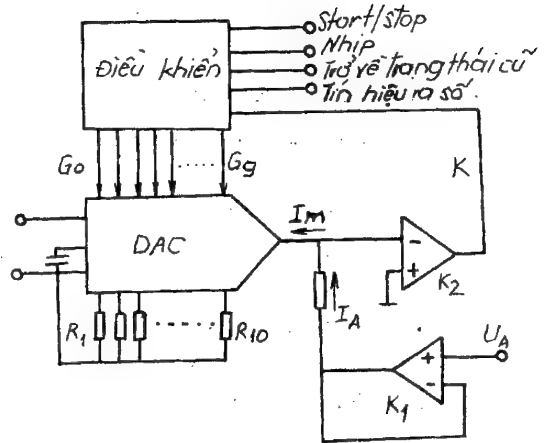 Start/stop
Nhịp
Điều khiển
Trở về trạng thái cũ
Tín hiệu ra số.
G0 ...... Gg
K
Im
DAC
K2
IA
R1 ...... R10
UA
K1